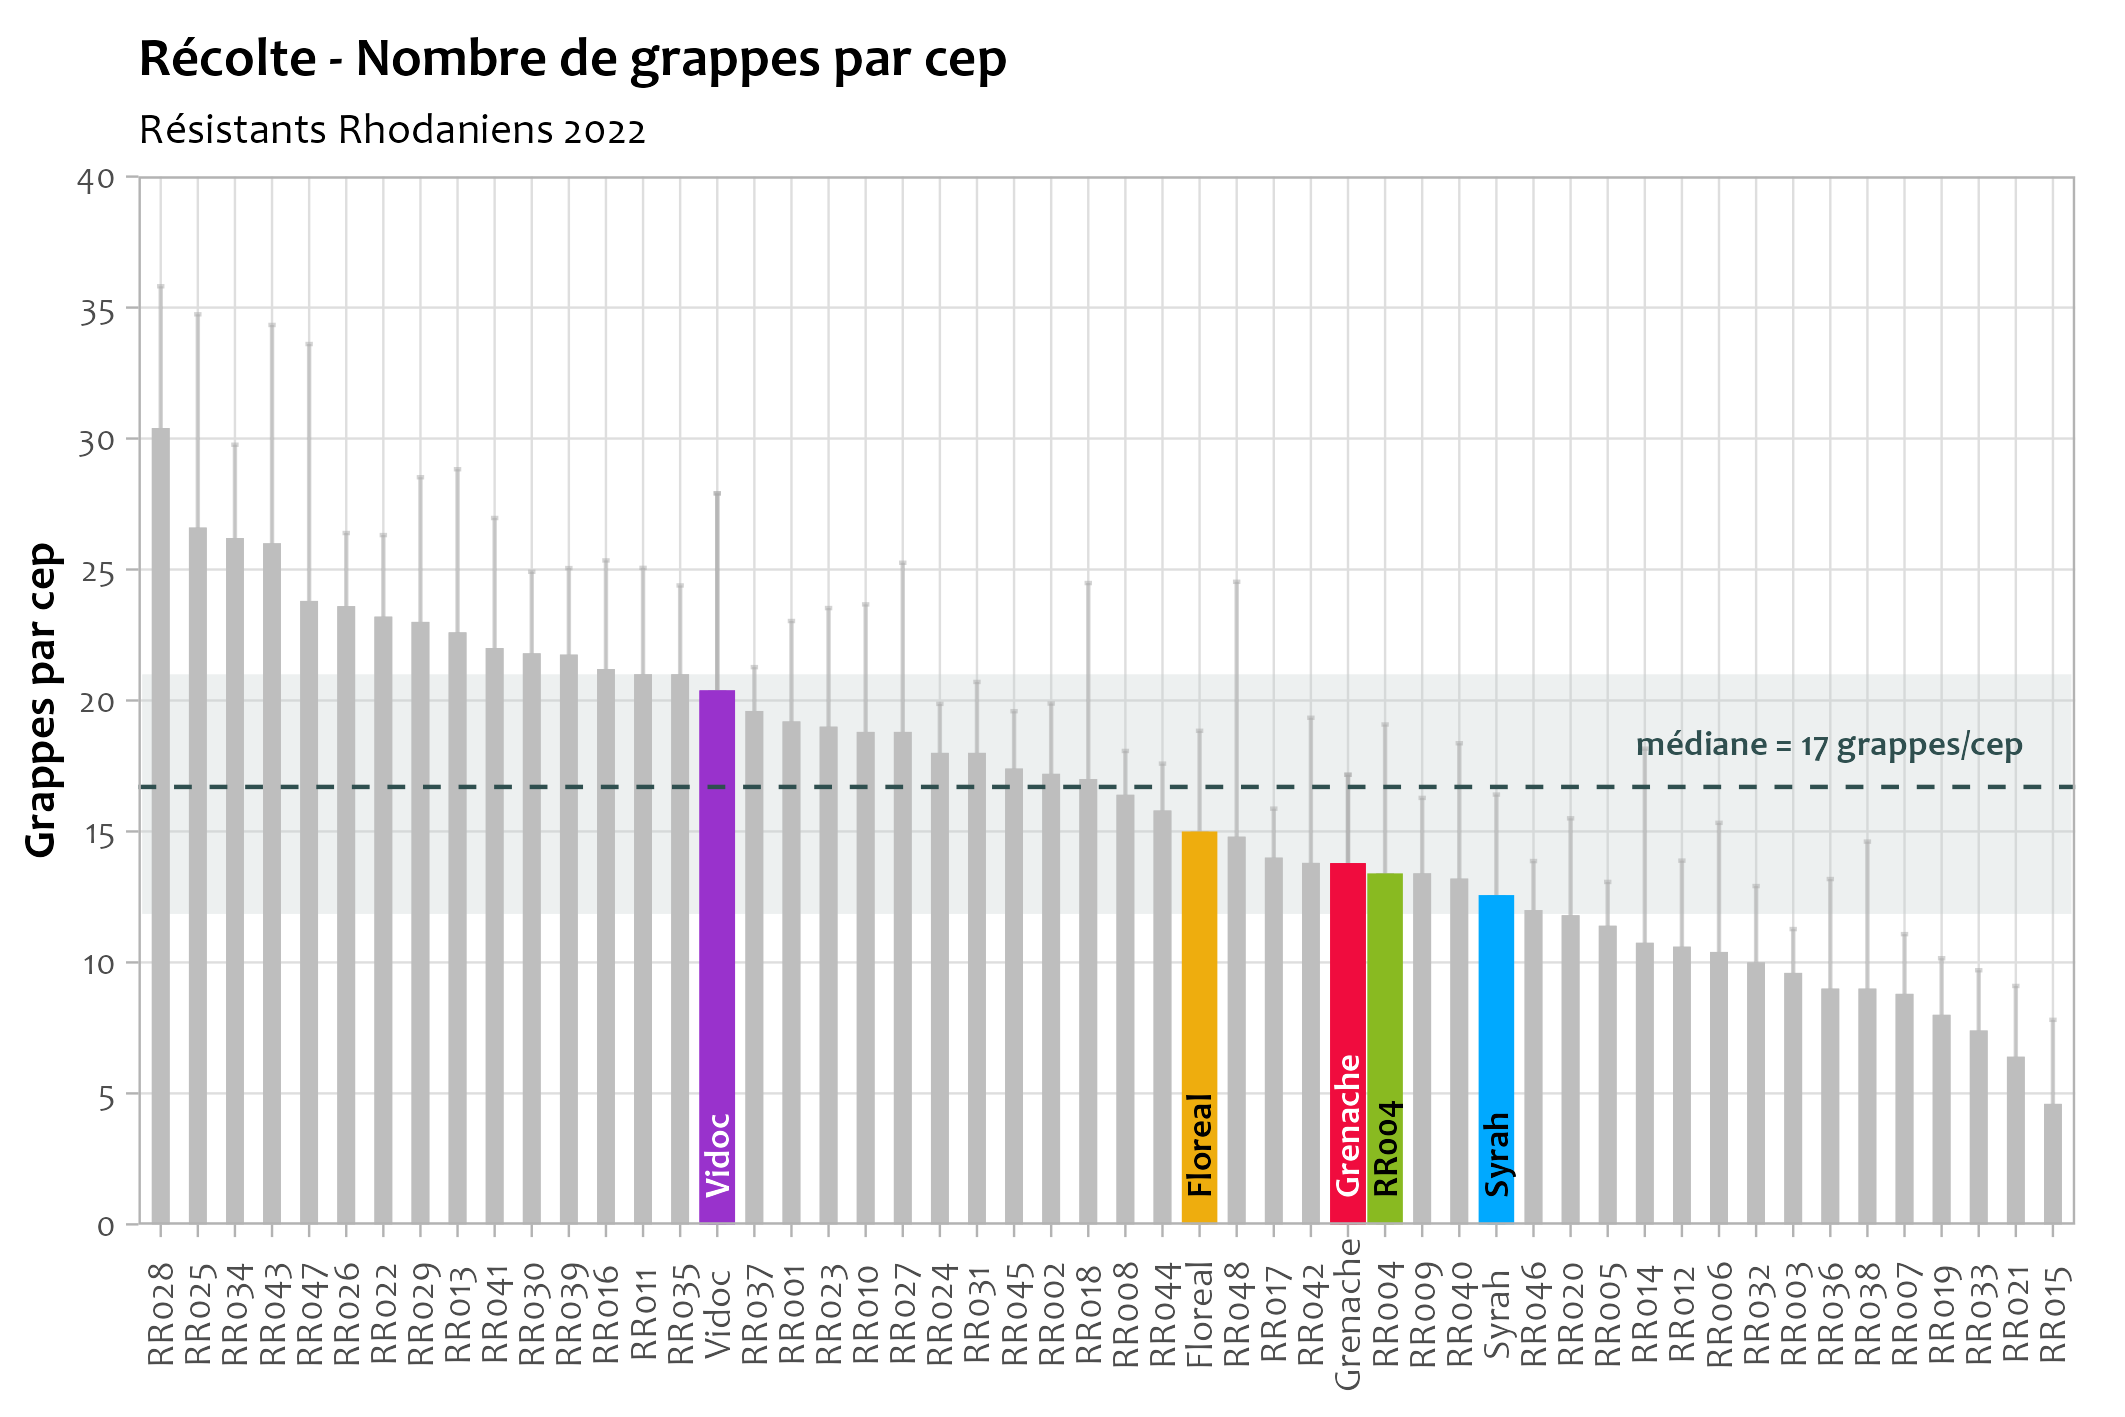 Récolte - Nombre de grappes par cep
Résistants Rhodaniens 2022
Grappes par cep
40
35
30
25
20
15
10
5
0
médiane = 17 grappes/cep
Vidoc
Floreal
Grenache
RR004
Syrah
RR028
RR025
RR034
RR043
RR047
RR026
RR022
RR029
RR013
RR041
RR030
RR039
RR016
RR011
RR035
Vidoc
RR037
RR001
RR023
RR010
RR027
RR024
RR031
RR045
RR002
RR018
RR008
RR044
Floreal
RR048
RR017
RR042
Grenache
RR004
RR009
RR040
Syrah
RR046
RR020
RR005
RR014
RR012
RR006
RR032
RR003
RR036
RR038
RR007
RR019
RR033
RR021
RR015